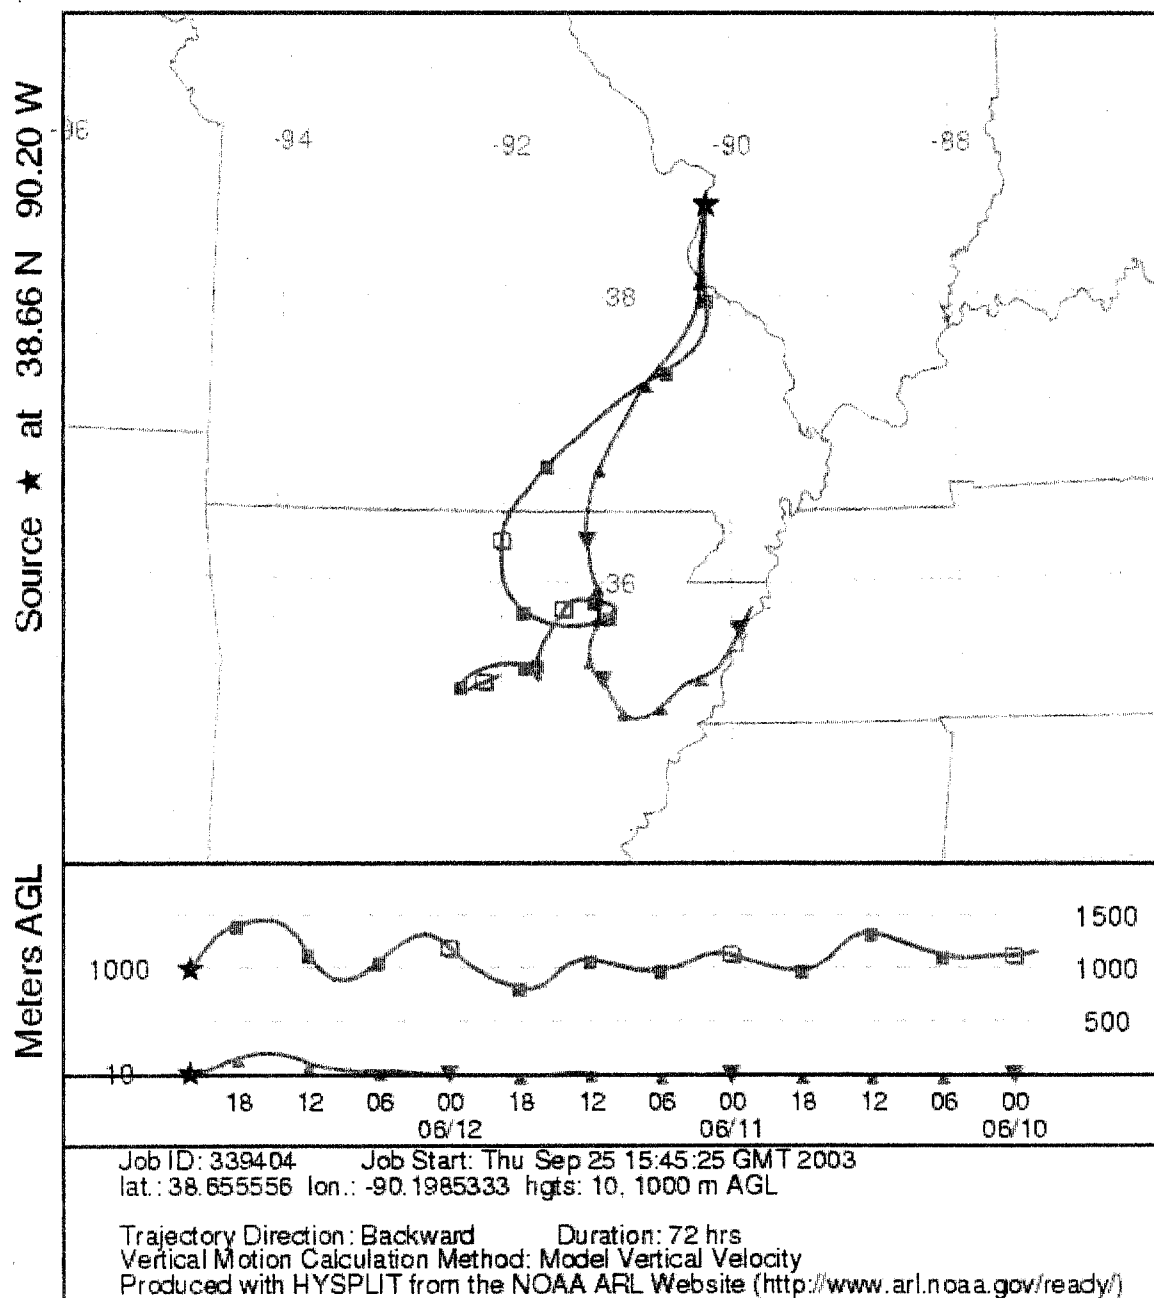 Source ★ at 38.66 N 90.20 W
-96 -94 -92 -90 -88
38
36
Meters AGL
1500
1000 1000
500
10
18 12 06 00 18 12 06 00 18 12 06 00
06/12 06/11 06/10
Job ID: 339404 Job Start: Thu Sep 25 15:45:25 GMT 2003
lat.: 38.655556 lon.: -90.1985333 hgts: 10, 1000 m AGL
Trajectory Direction: Backward Duration: 72 hrs
Vertical Motion Calculation Method: Model Vertical Velocity
Produced with HYSPLIT from the NOAA ARL Website (http://www.arl.noaa.gov/ready/)